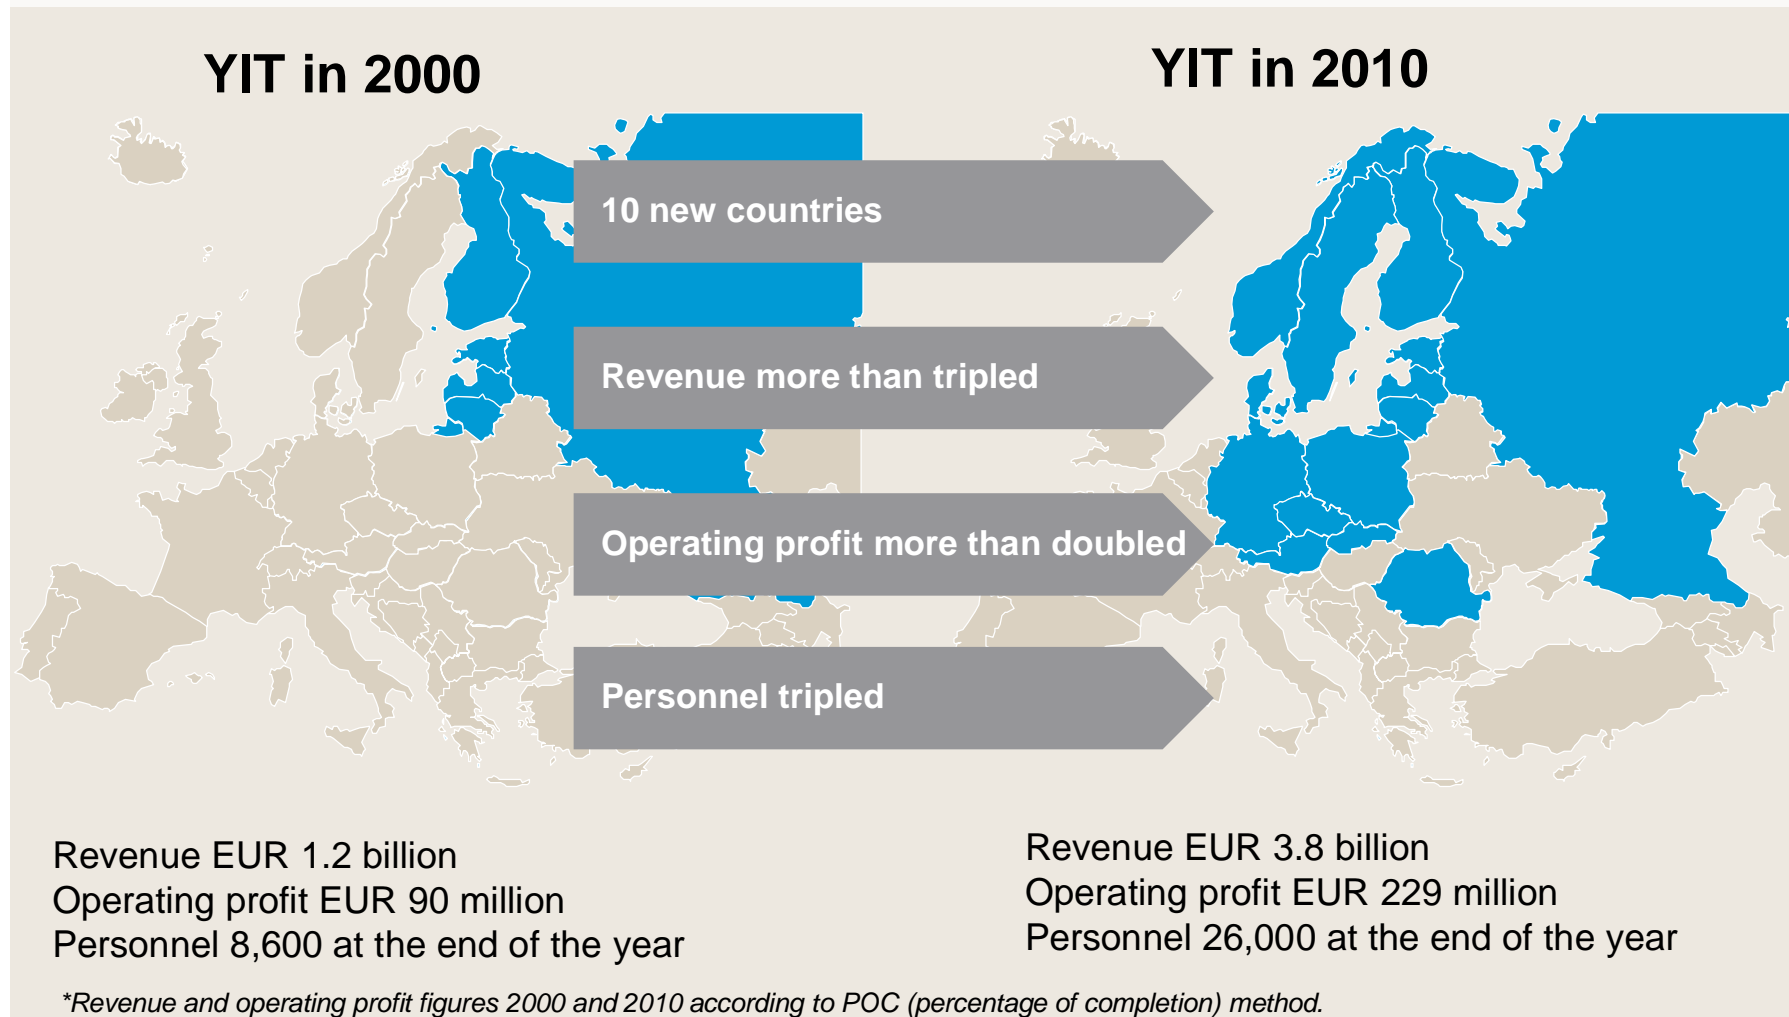 YIT in 2000
YIT in 2010
10 new countries
Revenue more than tripled
Operating profit more than doubled
Personnel tripled
Revenue EUR 1.2 billion
Operating profit EUR 90 million
Personnel 8,600 at the end of the year
Revenue EUR 3.8 billion
Operating profit EUR 229 million
Personnel 26,000 at the end of the year
*Revenue and operating profit figures 2000 and 2010 according to POC (percentage of completion) method.